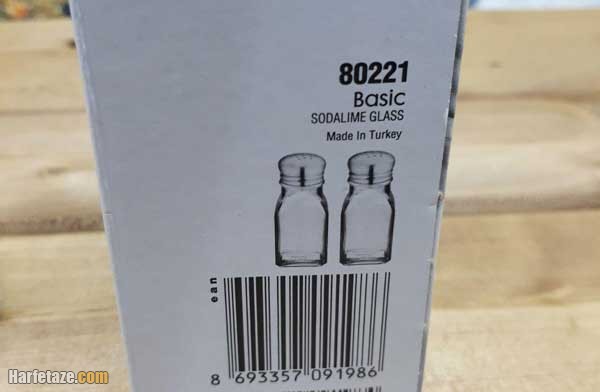 80221
Basic
SODALIME GLASS
Made In Turkey
ean
8 693357 091986
Harfetaze.com